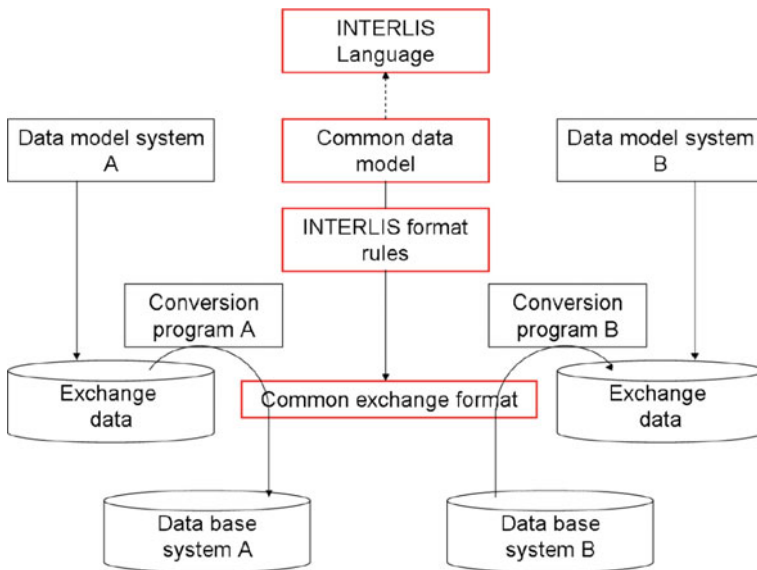 INTERLIS
Language
Data model system
A
Common data
model
Data model system
B
INTERLIS format
rules
Conversion
program A
Conversion
program B
Exchange
data
Common exchange format
Exchange
data
Data base
system A
Data base
system B